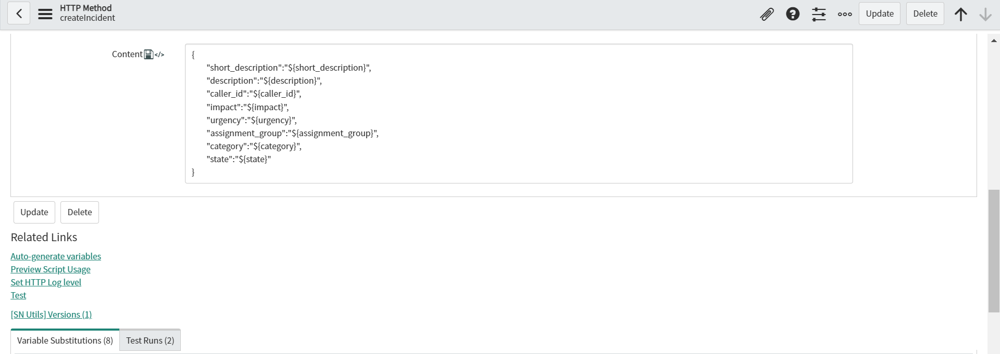 HTTP Method
createIncident
Update
Delete
Content </>
{
"short_description":"${short_description}",
"description":"${description}",
"caller_id":"${caller_id}",
"impact":"${impact}",
"urgency":"${urgency}",
"assignment_group":"${assignment_group}",
"category":"${category}",
"state":"${state}"
}
Update
Delete
Related Links
Auto-generate variables
Preview Script Usage
Set HTTP Log level
Test
[SN Utils] Versions (1)
Variable Substitutions (8)
Test Runs (2)